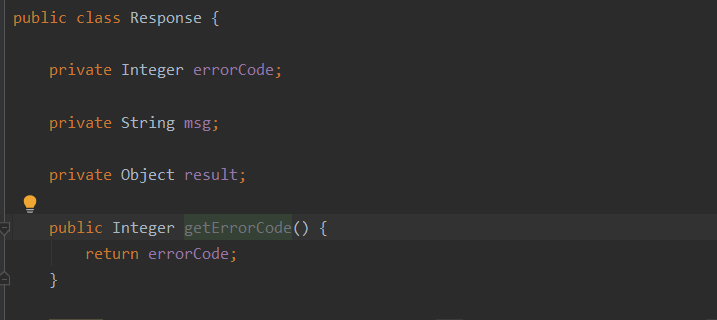 public class Response {
private Integer errorCode;
private String msg;
private Object result;
public Integer getErrorCode() {
return errorCode;
}